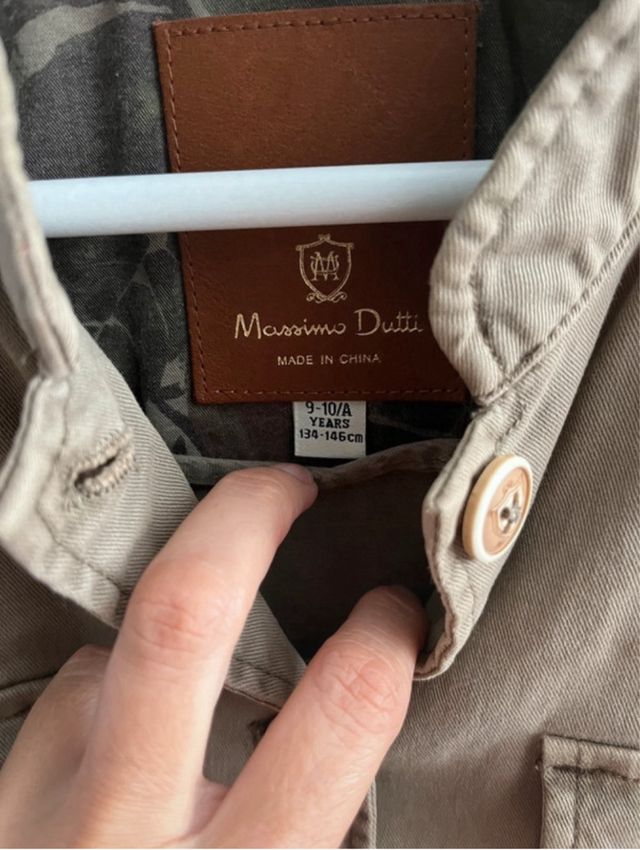 Massimo Dutti
MADE IN CHINA
9-10/A
YEARS
134-146cm